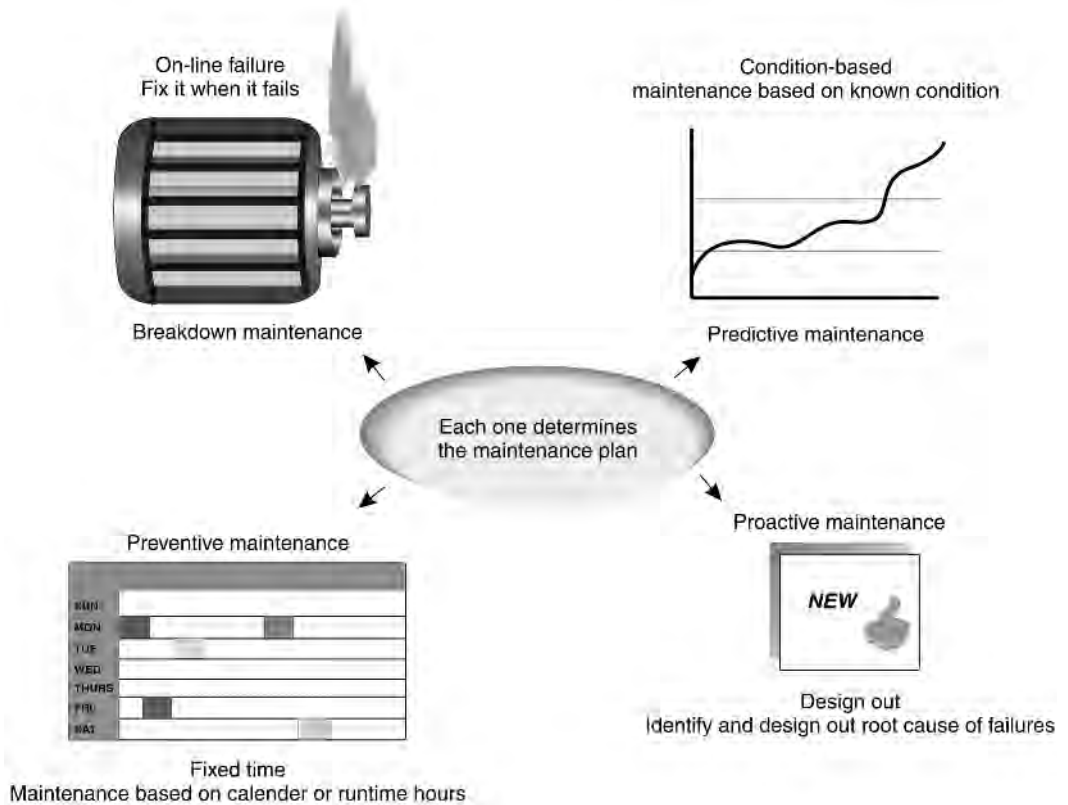 On-line failure
Fix it when it fails
Breakdown maintenance
Condition-based
maintenance based on known condition
Predictive maintenance
Each one determines
the maintenance plan
Preventive maintenance
SUN
MON
TUE
WED
THURS
FRI
SAT
Fixed time
Maintenance based on calender or runtime hours
Proactive maintenance
NEW
Design out
Identify and design out root cause of failures